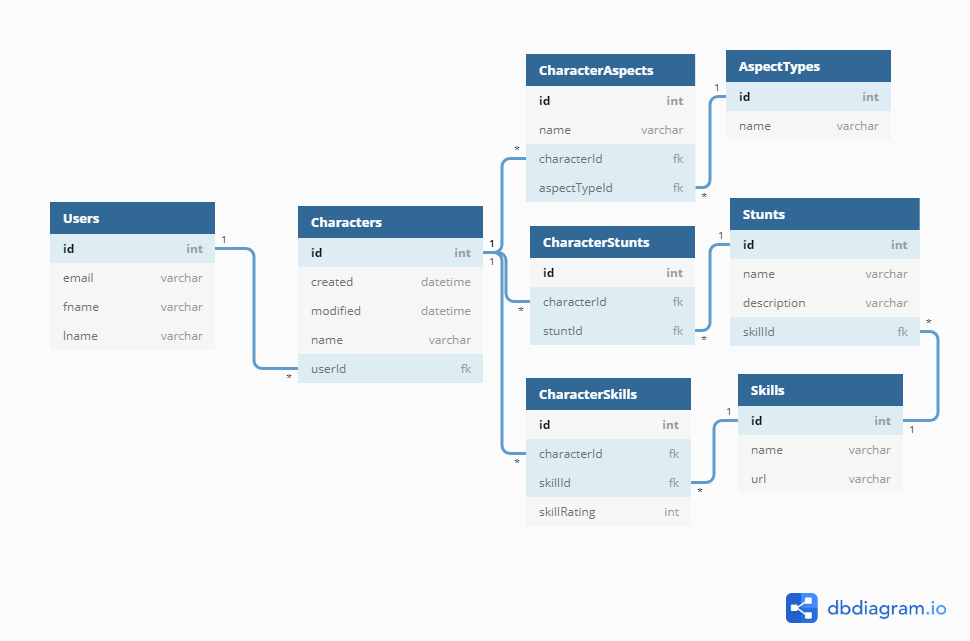 Users
id int
email varchar
fname varchar
lname varchar
1
*
Characters
id int
created datetime
modified datetime
name varchar
userId fk
1
1
*
*
*
CharacterAspects
id int
name varchar
characterId fk
aspectTypeId fk
*
1
AspectTypes
id int
name varchar
CharacterStunts
id int
characterId fk
stuntId fk
*
1
Stunts
id int
name varchar
description varchar
skillId fk
*
1
CharacterSkills
id int
characterId fk
skillId fk
skillRating int
*
1
Skills
id int
name varchar
url varchar
dbdiagram.io